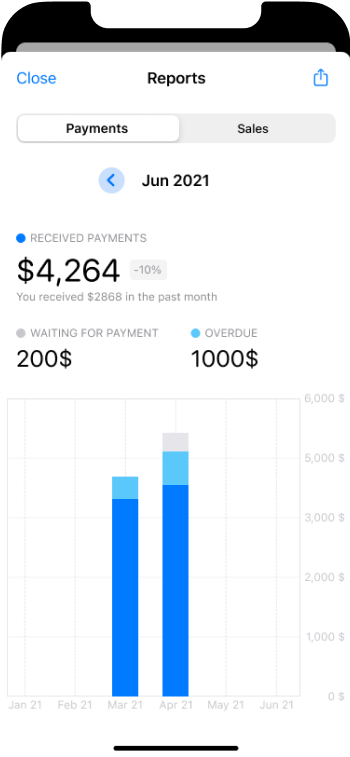 Close Reports
Payments Sales
Jun 2021
RECEIVED PAYMENTS
$4,264 -10%
You received $2868 in the past month
WAITING FOR PAYMENT OVERDUE
200$ 1000$
6,000 $
5,000 $
3,000 $
2,000 $
1,000 $
0 $
Jan 21 Feb 21 Mar 21 Apr 21 May 21 Jun 21